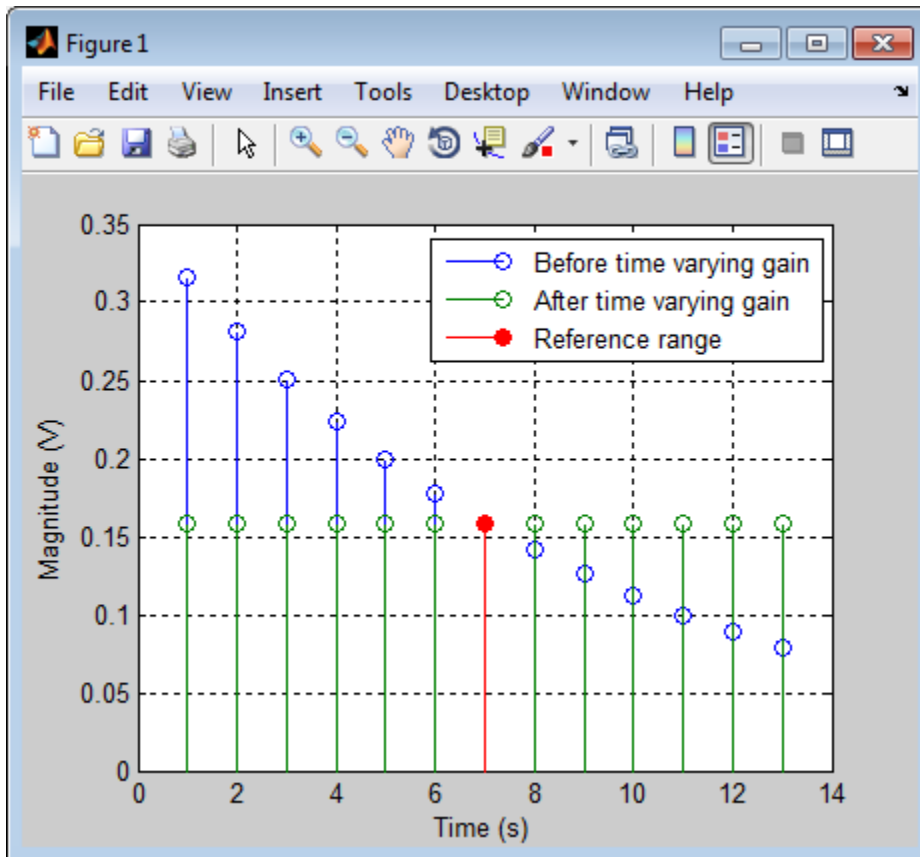 Figure 1
File Edit View Insert Tools Desktop Window Help
0.35
0.3
0.25
0.2
0.15
0.1
0.05
0
Magnitude (V)
Before time varying gain
After time varying gain
Reference range
0 2 4 6 8 10 12 14
Time (s)